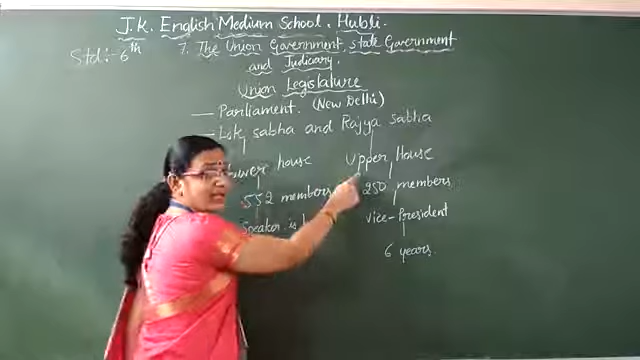 J.K. English Medium School, Hubli.
Std:- 6th
7. The Union Government, state Government
and Judicary.
Union Legislature
— Parliament. (New Delhi)
— Lok sabha and Rajya sabha
Lower house Upper House
552 members 250 members
Speaker is Vice-President
6 years.